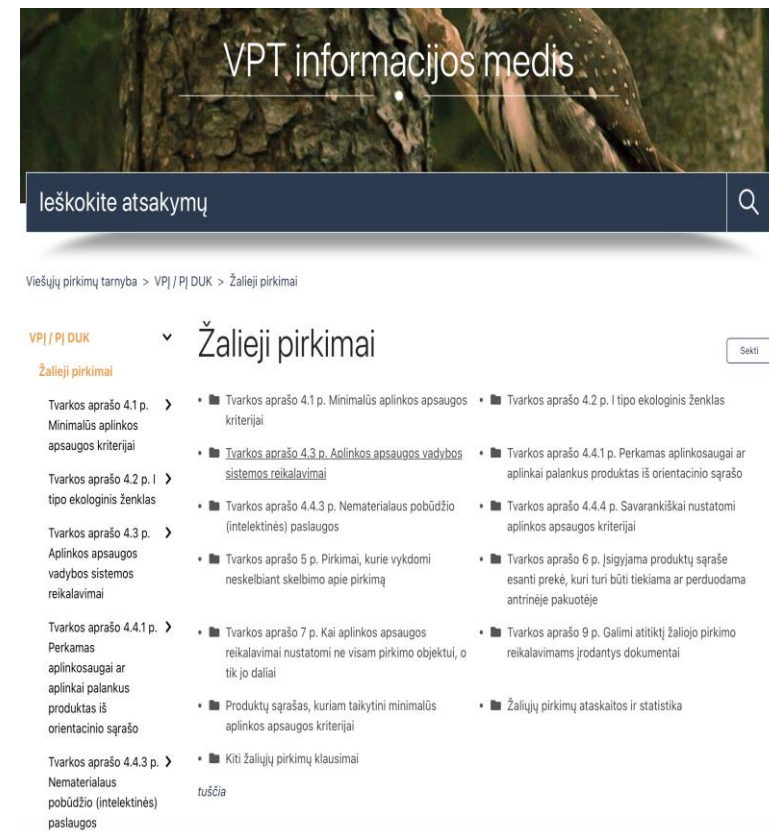 VPT informacijos medis
Ieškokite atsakymų
Viešųjų pirkimų tarnyba > VPĮ / PĮ DUK > Žalieji pirkimai
VPĮ / PĮ DUK
Žalieji pirkimai
Tvarkos aprašo 4.1 p.
Minimalūs aplinkos
apsaugos kriterijai
Tvarkos aprašo 4.2 p. I
tipo ekologinis ženklas
Tvarkos aprašo 4.3 p.
Aplinkos apsaugos
vadybos sistemos
reikalavimai
Tvarkos aprašo 4.4.1 p.
Perkamas
aplinkosaugai ar
aplinkai palankus
produktas iš
orientacinio sąrašo
Tvarkos aprašo 4.4.3 p.
Nematerialaus
pobūdžio (intelektinės)
paslaugos
Žalieji pirkimai
Sekti
Tvarkos aprašo 4.1 p. Minimalūs aplinkos apsaugos
kriterijai
Tvarkos aprašo 4.2 p. I tipo ekologinis ženklas
Tvarkos aprašo 4.3 p. Aplinkos apsaugos vadybos
sistemos reikalavimai
Tvarkos aprašo 4.4.1 p. Perkamas aplinkosaugai ar
aplinkai palankus produktas iš orientacinio sąrašo
Tvarkos aprašo 4.4.3 p. Nematerialaus pobūdžio
(intelektinės) paslaugos
Tvarkos aprašo 4.4.4 p. Savarankiškai nustatomi
aplinkos apsaugos kriterijai
Tvarkos aprašo 5 p. Pirkimai, kurie vykdomi
neskelbiant skelbimo apie pirkimą
Tvarkos aprašo 6 p. Įsigyjama produktų sąraše
esanti prekė, kuri turi būti tiekiama ar perduodama
antrinėje pakuotėje
Tvarkos aprašo 7 p. Kai aplinkos apsaugos
reikalavimai nustatomi ne visam pirkimo objektui, o
tik jo daliai
Tvarkos aprašo 9 p. Galimi atitiktį žaliojo pirkimo
reikalavimams įrodantys dokumentai
Produktų sąrašas, kuriam taikytini minimalūs
aplinkos apsaugos kriterijai
Žaliųjų pirkimų ataskaitos ir statistika
Kiti žaliųjų pirkimų klausimai
tuščia